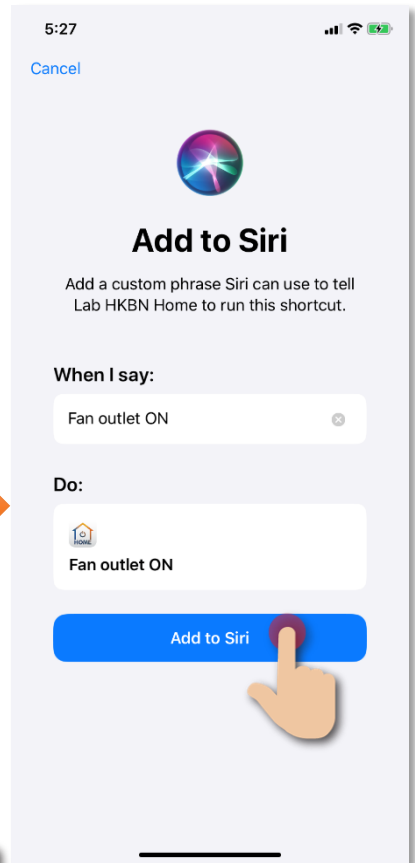 5:27
Cancel
Add to Siri
Add a custom phrase Siri can use to tell
Lab HKBN Home to run this shortcut.
When I say:
Fan outlet ON
Do:
HOME
Fan outlet ON
Add to Siri